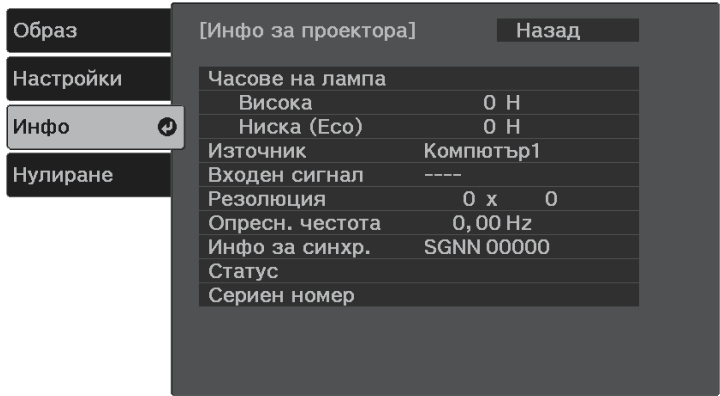 Образ
Настройки
Инфо
Нулиране
[Инфо за проектора] Назад
Часове на лампа
Висока 0 H
Ниска (Eco) 0 H
Източник Компютър1
Входен сигнал ----
Резолюция 0 x 0
Опресн. честота 0,00 Hz
Инфо за синхр. SGNN 00000
Статус
Сериен номер